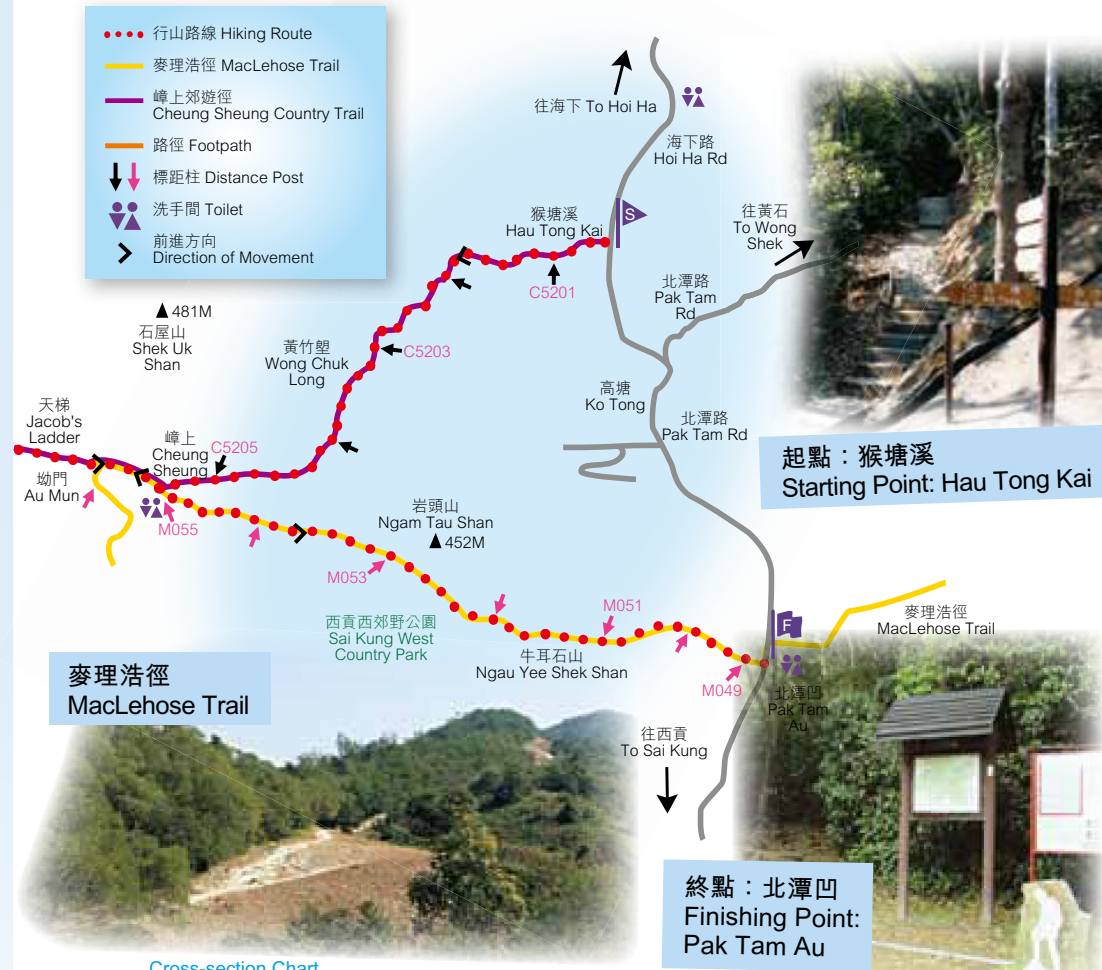 行山路線 Hiking Route
麥理浩徑 MacLehose Trail
嶂上郊遊徑
Cheung Sheung Country Trail
路徑 Footpath
標距柱 Distance Post
洗手間 Toilet
前進方向
Direction of Movement
往海下 To Hoi Ha
海下路
Hoi Ha Rd
猴塘溪
Hau Tong Kai
S
往黃石
To Wong
Shek
C5201
北潭路
Pak Tam
Rd
481M
石屋山
Shek Uk
Shan
黃竹塱
Wong Chuk
Long
C5203
高塘
Ko Tong
北潭路
Pak Tam Rd
天梯
Jacob's
Ladder
嶂上
Cheung
Sheung
C5205
起點：猴塘溪
Starting Point: Hau Tong Kai
坳門
Au Mun
M055
岩頭山
Ngam Tau Shan
452M
M053
西貢西郊野公園
Sai Kung West
Country Park
M051
牛耳石山
Ngau Yee Shek Shan
F
麥理浩徑
MacLehose Trail
M049
北潭凹
Pak Tam
Au
麥理浩徑
MacLehose Trail
往西貢
To Sai Kung
終點：北潭凹
Finishing Point:
Pak Tam Au
Cross-section Chart